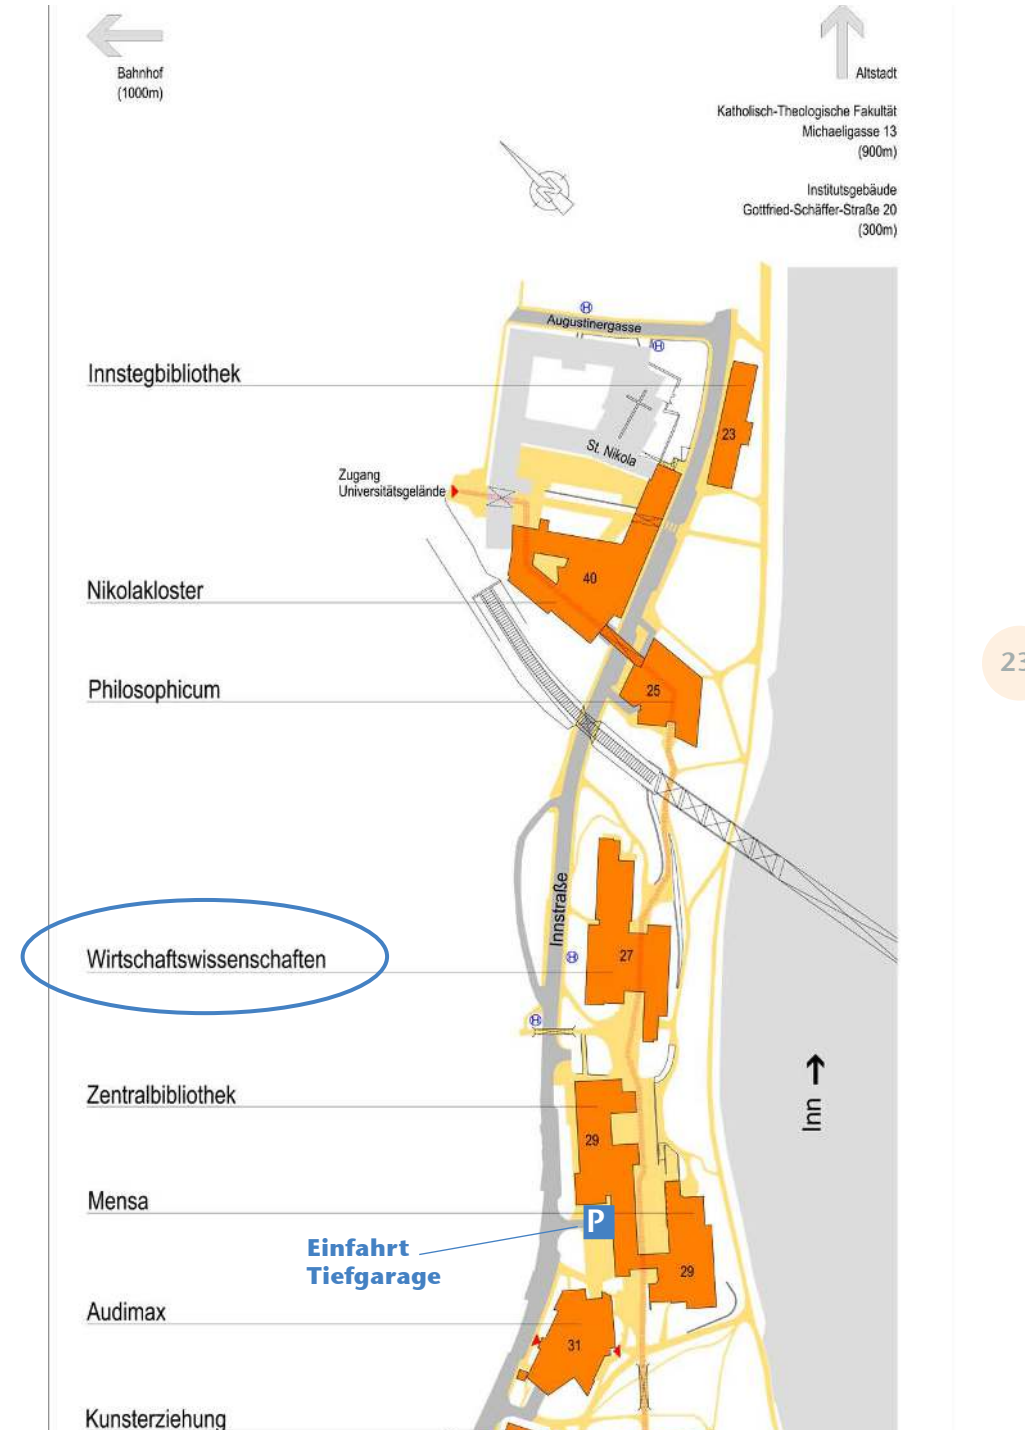 Bahnhof
(1000m)
Altstadt
Katholisch-Theologische Fakultät
Michaeligasse 13
(900m)
Institutsgebäude
Gottfried-Schäffer-Straße 20
(300m)
H
Augustinergasse
H
Innstegbibliothek
23
St. Nikola
Zugang
Universitätsgelände
40
Nikolakloster
23
Philosophicum
25
Innstraße
Wirtschaftswissenschaften
H
27
H
Inn
Zentralbibliothek
29
Mensa
P
Einfahrt
Tiefgarage
29
Audimax
31
Kunsterziehung